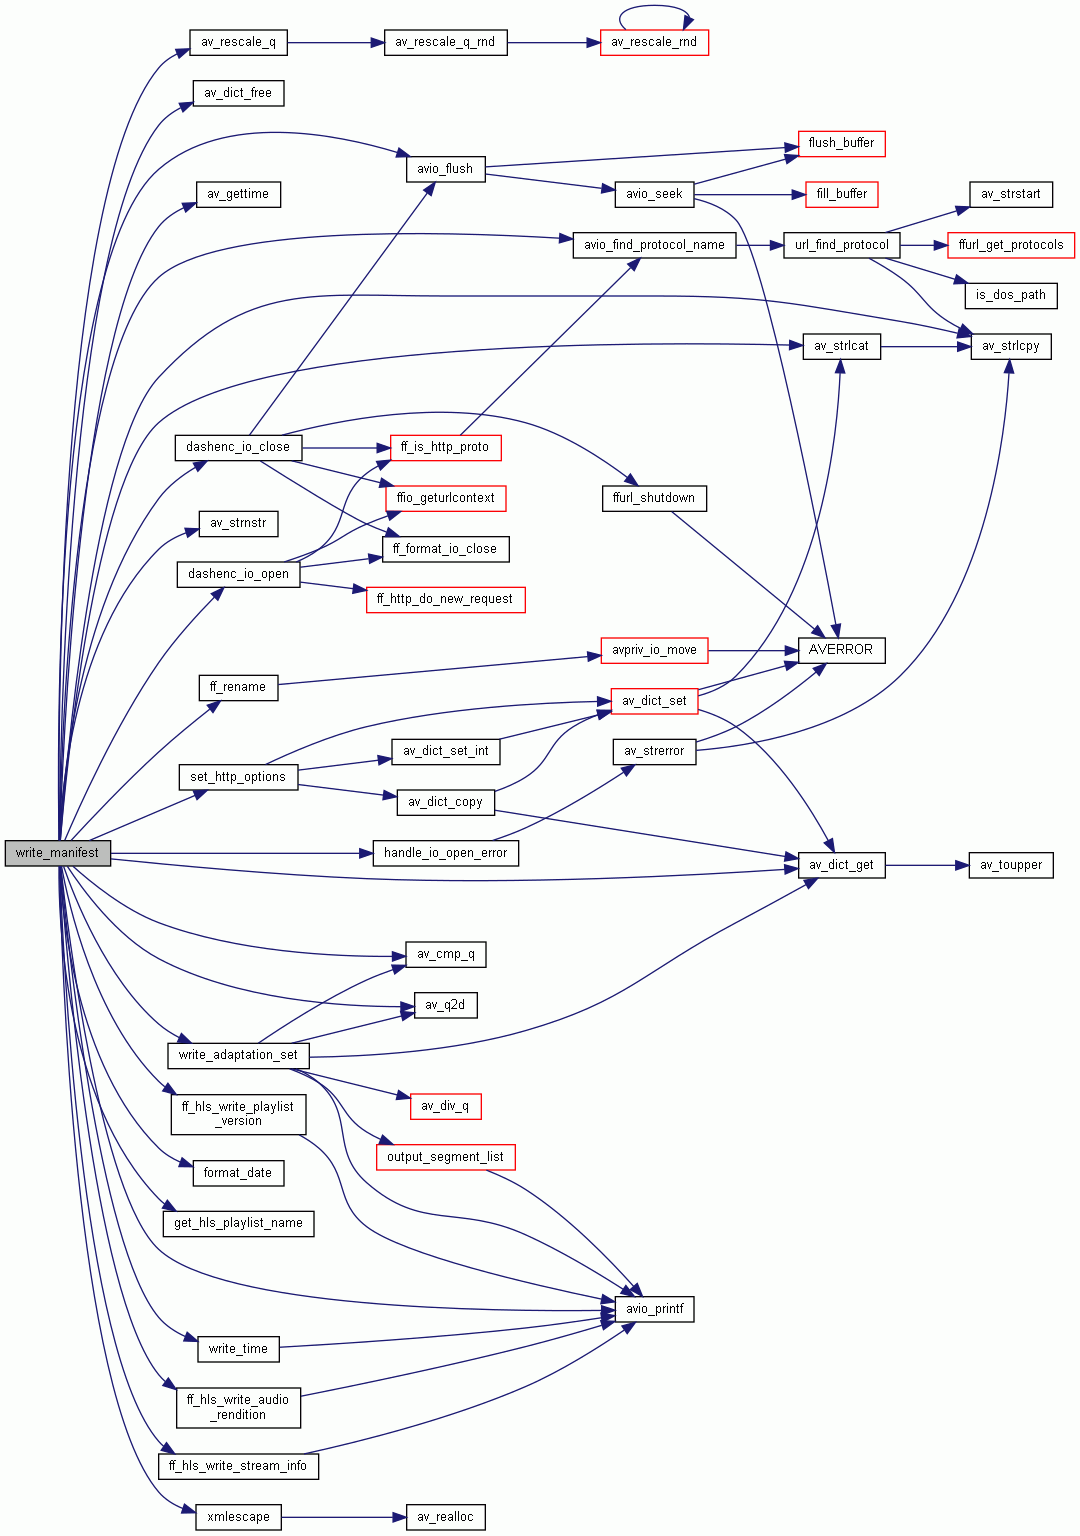 av_rescale_q
av_rescale_q_rnd
av_rescale_rnd
av_dict_free
flush_buffer
avio_flush
av_gettime
avio_seek
fill_buffer
av_strstart
avio_find_protocol_name
url_find_protocol
ffurl_get_protocols
is_dos_path
av_strlcat
av_strlcpy
dashenc_io_close
ff_is_http_proto
ffio_geturlcontext
ffurl_shutdown
av_strnstr
ff_format_io_close
dashenc_io_open
ff_http_do_new_request
avpriv_io_move
AVERROR
ff_rename
av_dict_set
av_dict_set_int
av_strerror
set_http_options
av_dict_copy
write_manifest
handle_io_open_error
av_dict_get
av_toupper
av_cmp_q
av_q2d
write_adaptation_set
av_div_q
ff_hls_write_playlist
_version
output_segment_list
format_date
get_hls_playlist_name
avio_printf
write_time
ff_hls_write_audio
_rendition
ff_hls_write_stream_info
xmlescape
av_realloc